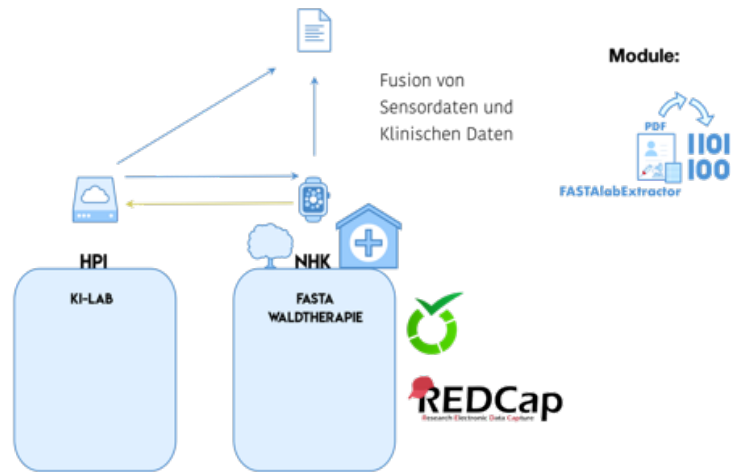 Module:
Fusion von
Sensordaten und
Klinischen Daten
PDF
1101
100
FASTAlabExtractor
HPI
NHK
KI-LAB
FASTA
WALDTHERAPIE
REDCap
Research Electronic Data Capture